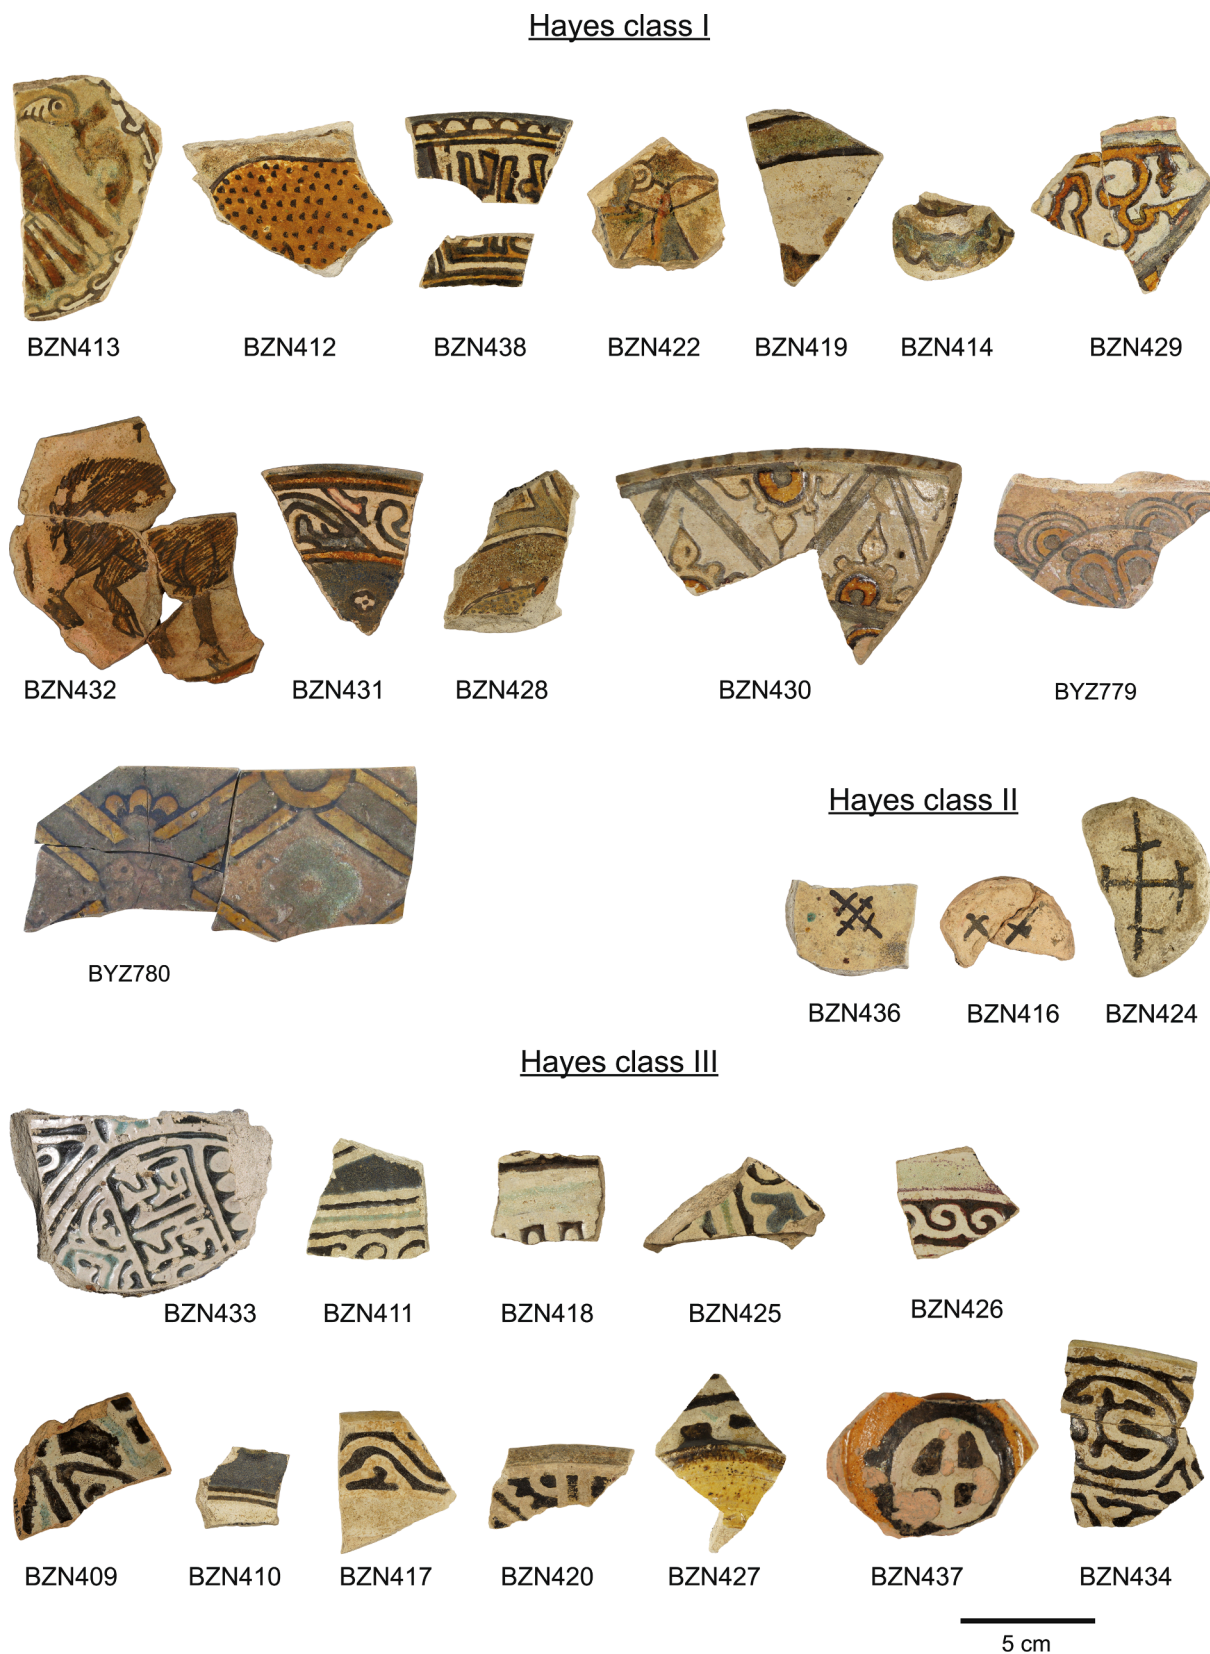 Hayes class I
BZN413
BZN412
BZN438
BZN422
BZN419
BZN414
BZN429
BZN432
BZN431
BZN428
BZN430
BYZ779
BYZ780
Hayes class II
BZN436
BZN416
BZN424
Hayes class III
BZN433
BZN411
BZN418
BZN425
BZN426
BZN409
BZN410
BZN417
BZN420
BZN427
BZN437
BZN434
5 cm